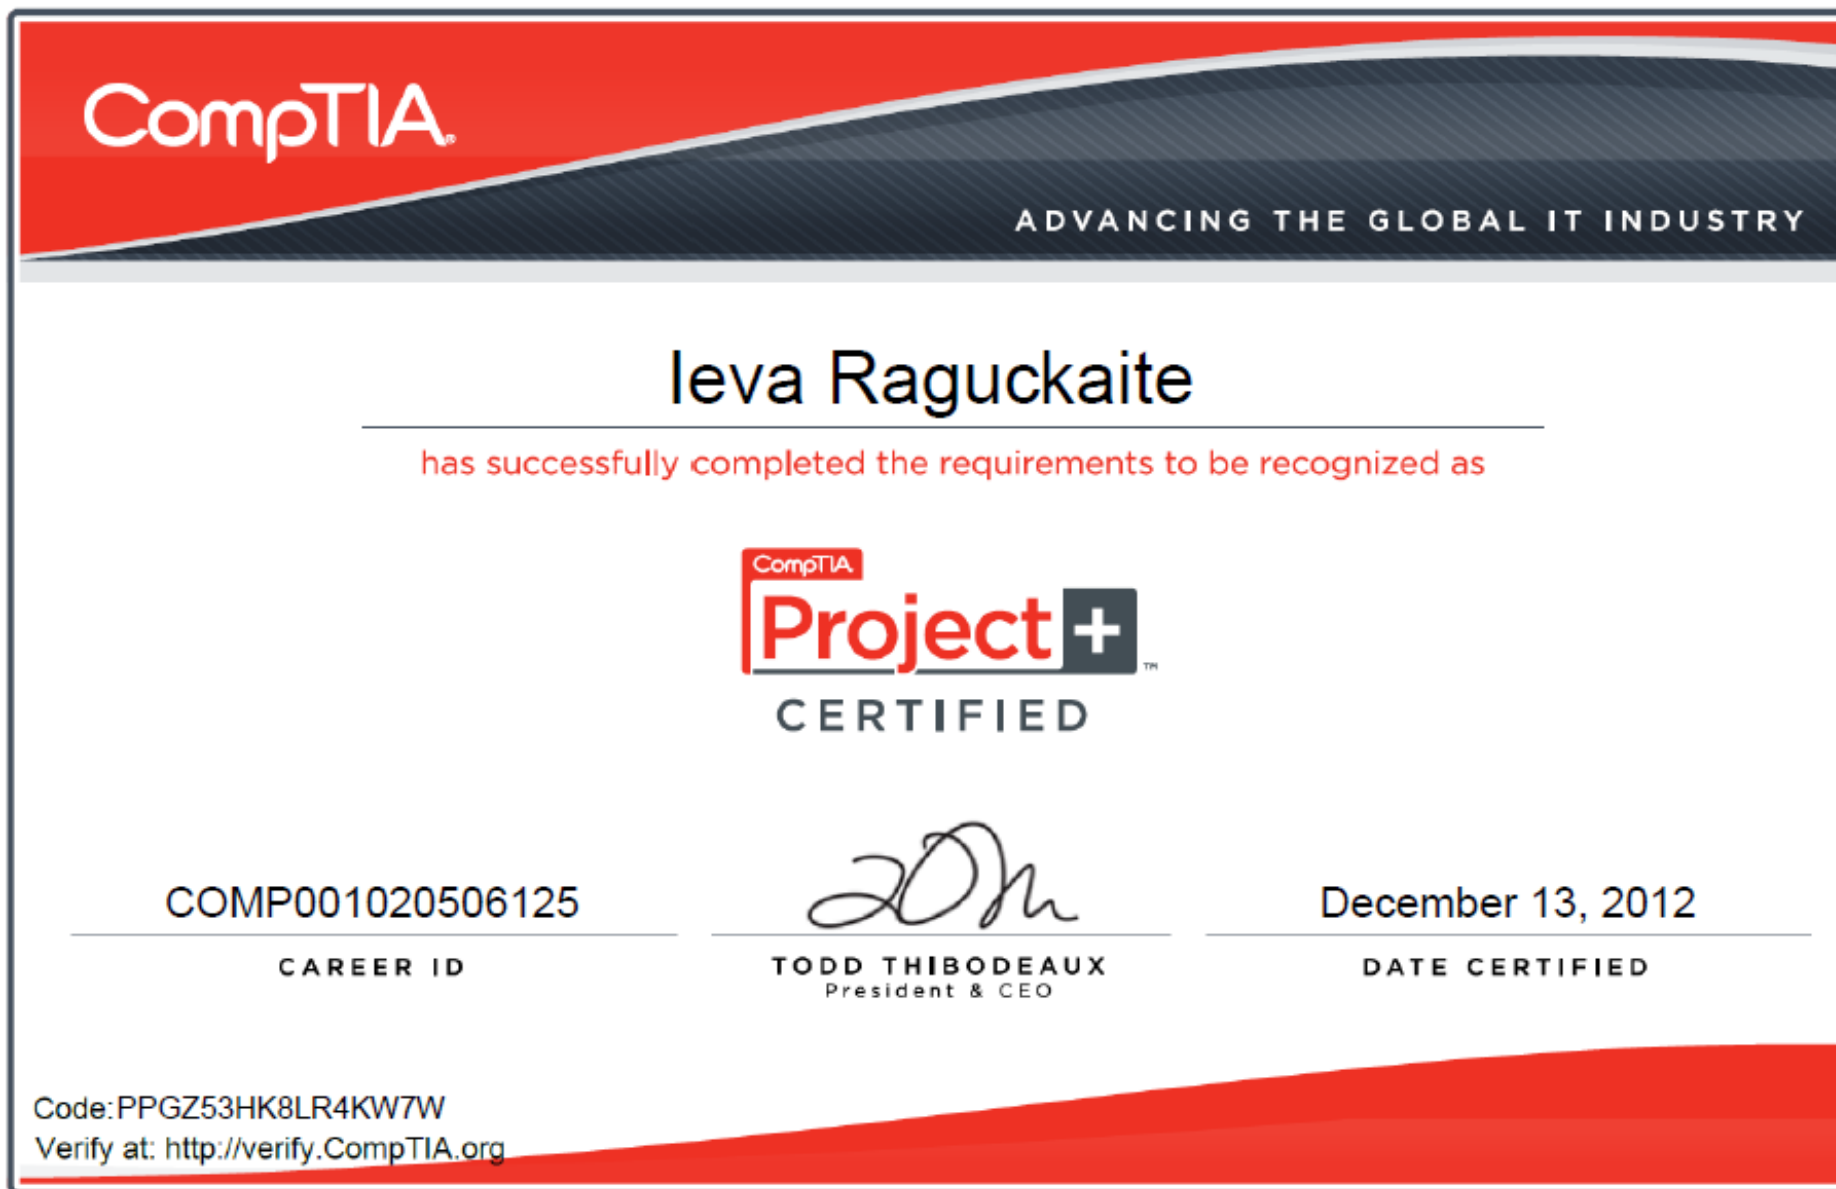 CompTIA®
ADVANCING THE GLOBAL IT INDUSTRY
Ieva Raguckaite
has successfully completed the requirements to be recognized as
CompTIA
Project+™
CERTIFIED
COMP001020506125
December 13, 2012
CAREER ID
TODD THIBODEAUX
DATE CERTIFIED
President & CEO
Code:PPGZ53HK8LR4KW7W
Verify at: http://verify.CompTIA.org